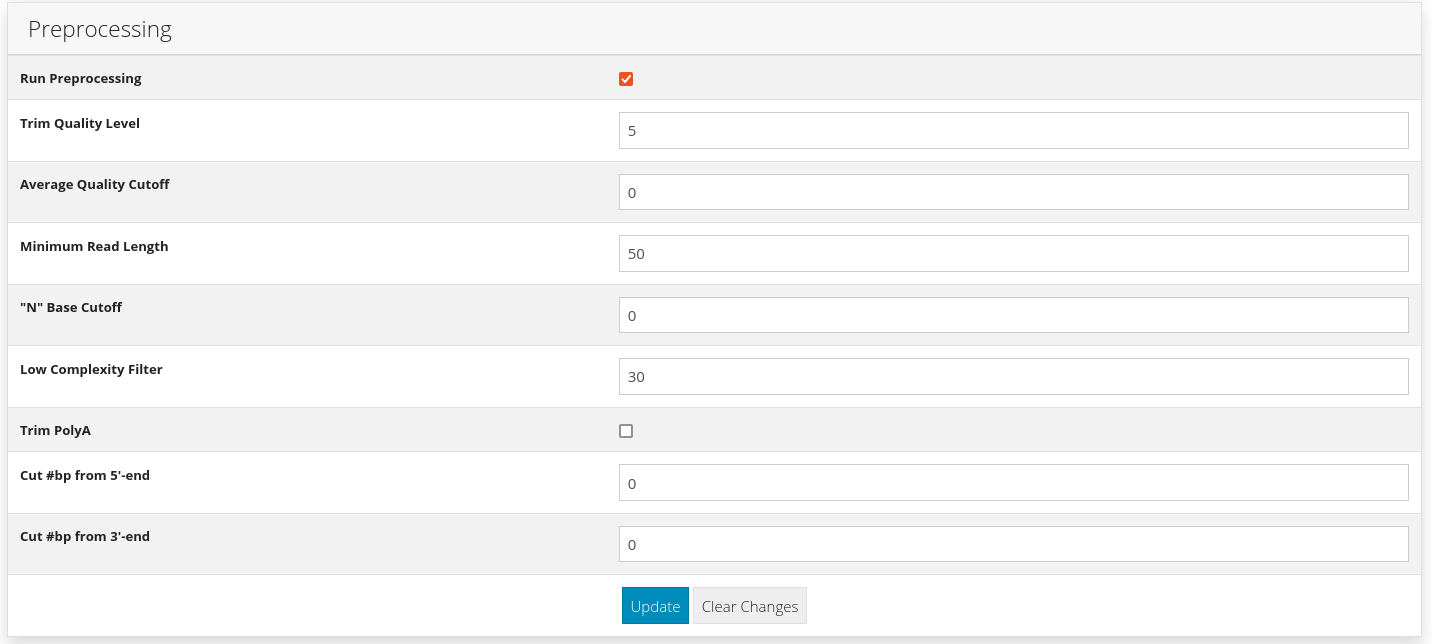 Preprocessing
Run Preprocessing
Trim Quality Level
5
Average Quality Cutoff
0
Minimum Read Length
50
"N" Base Cutoff
0
Low Complexity Filter
30
Trim PolyA
Cut #bp from 5'-end
0
Cut #bp from 3'-end
0
Update Clear Changes